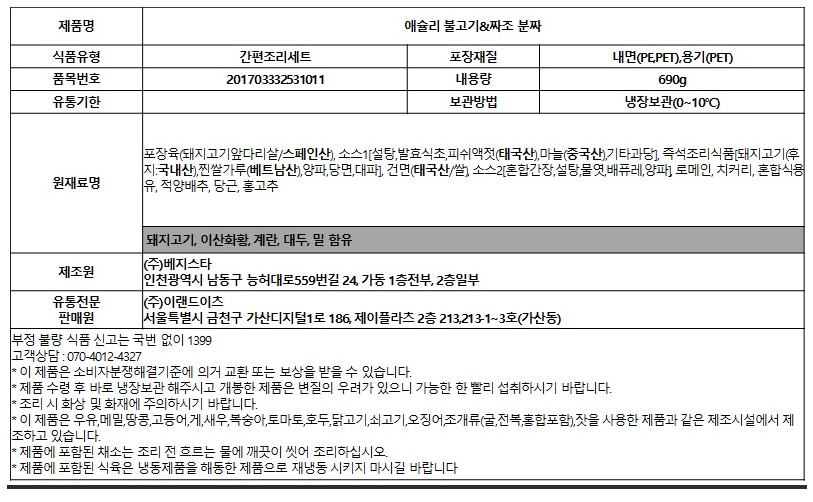 제품명 애슐리 불고기&짜조 분짜
식품유형 간편조리세트 포장재질 내면(PE,PET),용기(PET)
품목번호 201703332531011 내용량 690g
유통기한 보관방법 냉장보관(0~10℃)
원재료명
포장육(돼지고기앞다리살/스페인산), 소스1[설탕,발효식초,피쉬액젓(태국산),마늘(중국산),기타과당], 즉석조리식품[돼지고기(후
지:국내산),찐쌀가루(베트남산),양파,당면,대파], 건면(태국산/쌀), 소스2[혼합간장,설탕,물엿,배퓨레,양파], 로메인, 치커리, 혼합식용
유, 적양배추, 당근, 홍고추
돼지고기, 이산화황, 계란, 대두, 밀 함유
제조원
(주)베지스타
인천광역시 남동구 능허대로559번길 24, 가동 1층전부, 2층일부
유통전문
판매원
(주)이랜드이츠
서울특별시 금천구 가산디지털1로 186, 제이플라츠 2층 213,213-1~3호(가산동)
부정 불량 식품 신고는 국번 없이 1399
고객상담 : 070-4012-4327
* 이 제품은 소비자분쟁해결기준에 의거 교환 또는 보상을 받을 수 있습니다.
* 제품 수령 후 바로 냉장보관 해주시고 개봉한 제품은 변질의 우려가 있으니 가능한 한 빨리 섭취하시기 바랍니다.
* 조리 시 화상 및 화재에 주의하시기 바랍니다.
* 이 제품은 우유,메밀,땅콩,고등어,게,새우,복숭아,토마토,호두,닭고기,쇠고기,오징어,조개류(굴,전복,홍합포함),잣을 사용한 제품과 같은 제조시설에서 제
조하고 있습니다.
* 제품에 포함된 채소는 조리 전 흐르는 물에 깨끗이 씻어 조리하십시오.
* 제품에 포함된 식육은 냉동제품을 해동한 제품으로 재냉동 시키지 마시길 바랍니다